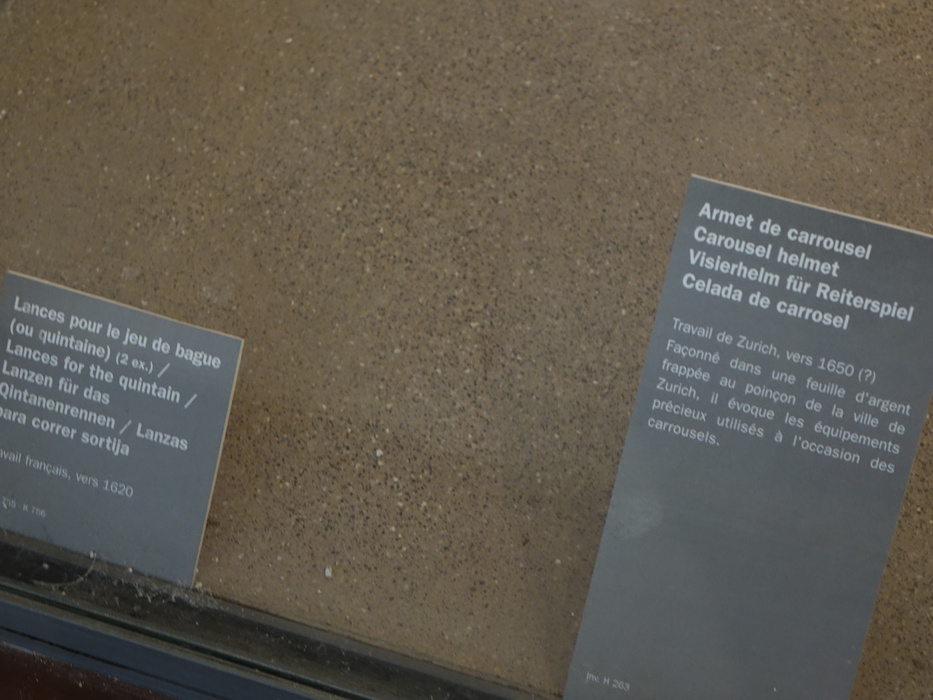 Lances pour le jeu de bague
(ou quintaine) (2 ex.) /
Lances for the quintain /
Lanzen für das
Qintanenrennen / Lanzas
para correr sortija
français, vers 1620
K 756
Armet de carrousel
Carousel helmet
Visierhelm für Reiterspiel
Celada de carrosel
Travail de Zurich, vers 1650 (?)
Façonné dans une feuille d'argent
frappée au poinçon de la ville de
Zurich, il évoque les équipements
précieux utilisés à l'occasion des
carrousels.
Inv. H 263